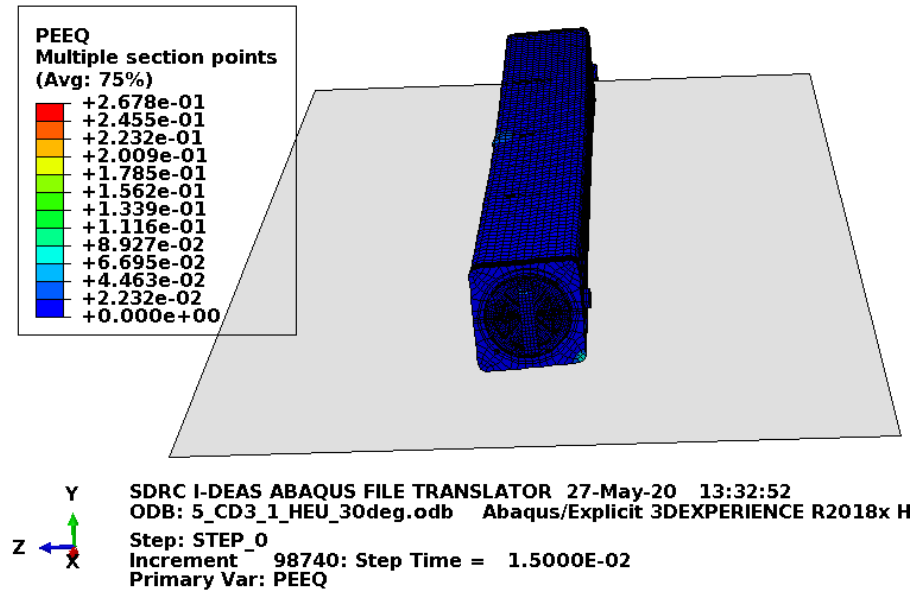 PEEQ
Multiple section points
(Avg: 75%)
+2.678e-01
+2.455e-01
+2.232e-01
+2.009e-01
+1.785e-01
+1.562e-01
+1.339e-01
+1.116e-01
+8.927e-02
+6.695e-02
+4.463e-02
+2.232e-02
+0.000e+00
Y
Z
X
SDRC I-DEAS ABAQUS FILE TRANSLATOR 27-May-20 13:32:52
ODB: 5_CD3_1_HEU_30deg.odb Abaqus/Explicit 3DEXPERIENCE R2018x H
Step: STEP_0
Increment 98740: Step Time = 1.5000E-02
Primary Var: PEEQ